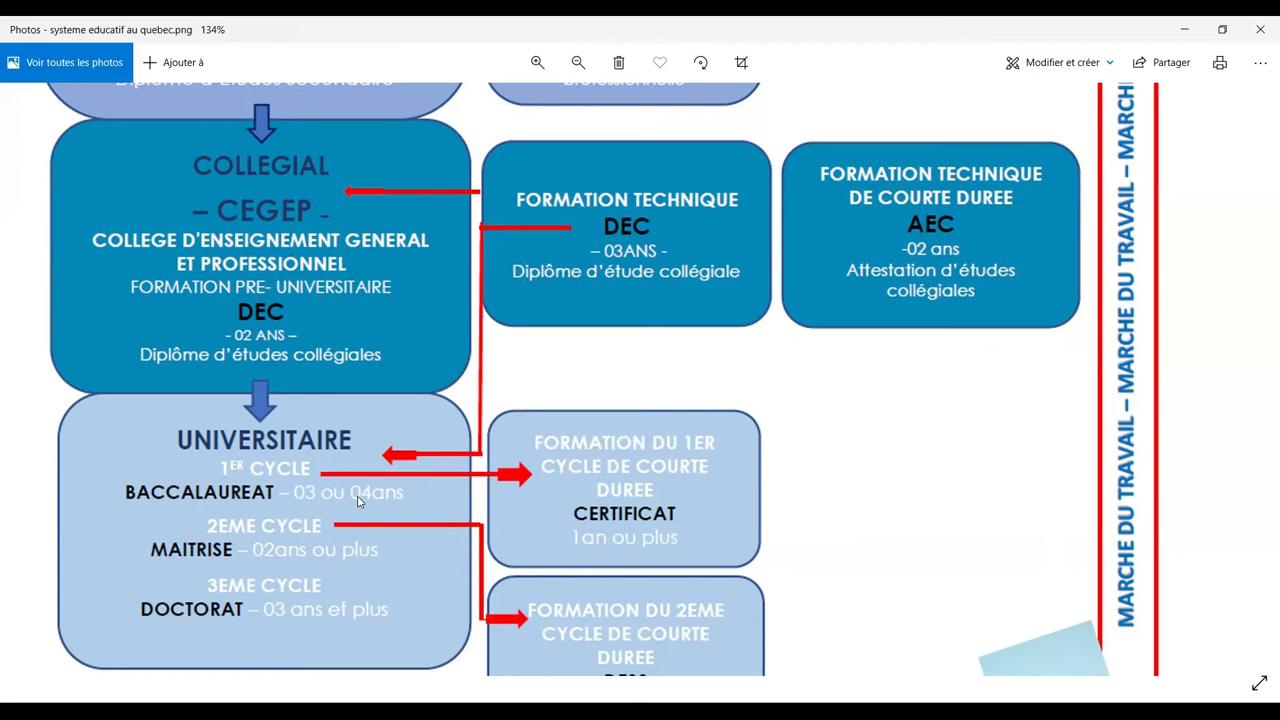 Photos - systeme educatif au quebec.png 134%
Voir toutes les photos
Ajouter à
Modifier et créer
Partager
Diplôme d'Études Secondaire
professionnelle
COLLEGIAL
– CEGEP -
COLLEGE D'ENSEIGNEMENT GENERAL
ET PROFESSIONNEL
FORMATION PRE- UNIVERSITAIRE
DEC
- 02 ANS –
Diplôme d'études collégiales
FORMATION TECHNIQUE
DEC
– 03ANS -
Diplôme d'étude collégiale
FORMATION TECHNIQUE
DE COURTE DUREE
AEC
-02 ans
Attestation d'études
collégiales
UNIVERSITAIRE
1ER CYCLE
BACCALAUREAT – 03 ou 04ans
2EME CYCLE
MAITRISE – 02ans ou plus
3EME CYCLE
DOCTORAT – 03 ans et plus
FORMATION DU 1ER
CYCLE DE COURTE
DUREE
CERTIFICAT
1an ou plus
FORMATION DU 2EME
CYCLE DE COURTE
DUREE
MARCHE DU TRAVAIL – MARCHE DU TRAVAIL – MARCH